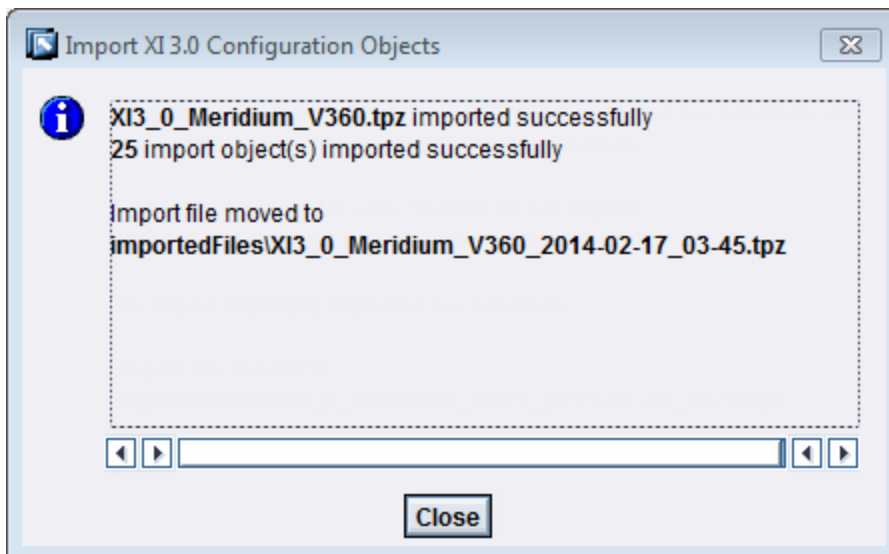 Import XI 3.0 Configuration Objects
XI3_0_Meridium_V360.tpz imported successfully
25 import object(s) imported successfully
Import file moved to
importedFiles\XI3_0_Meridium_V360_2014-02-17_03-45.tpz
Close